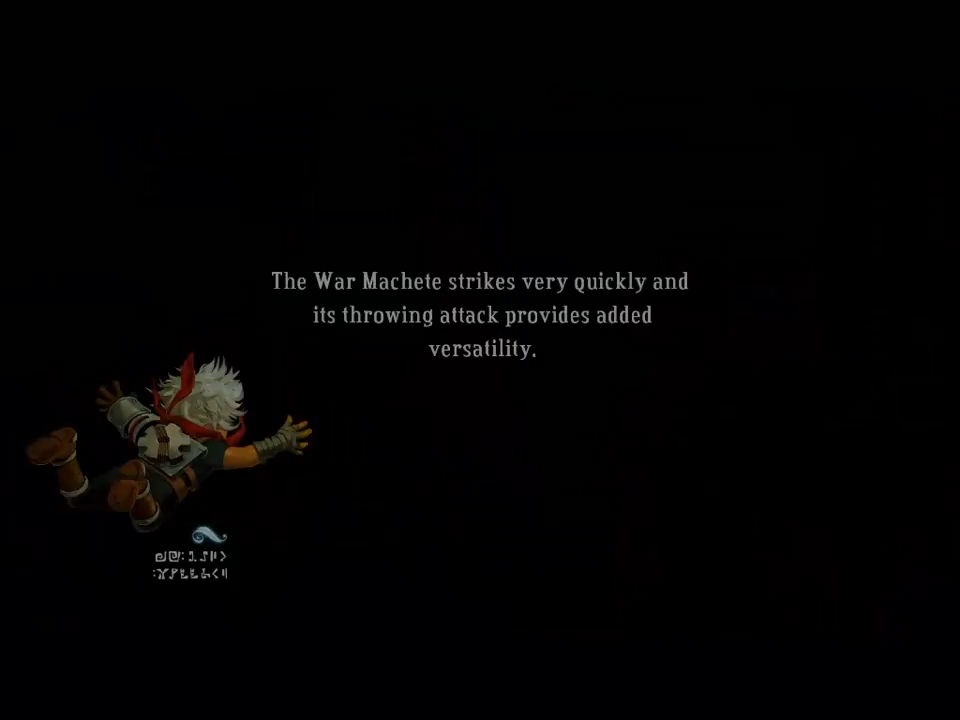 The War Machete strikes very quickly and
its throwing attack provides added
versatility.